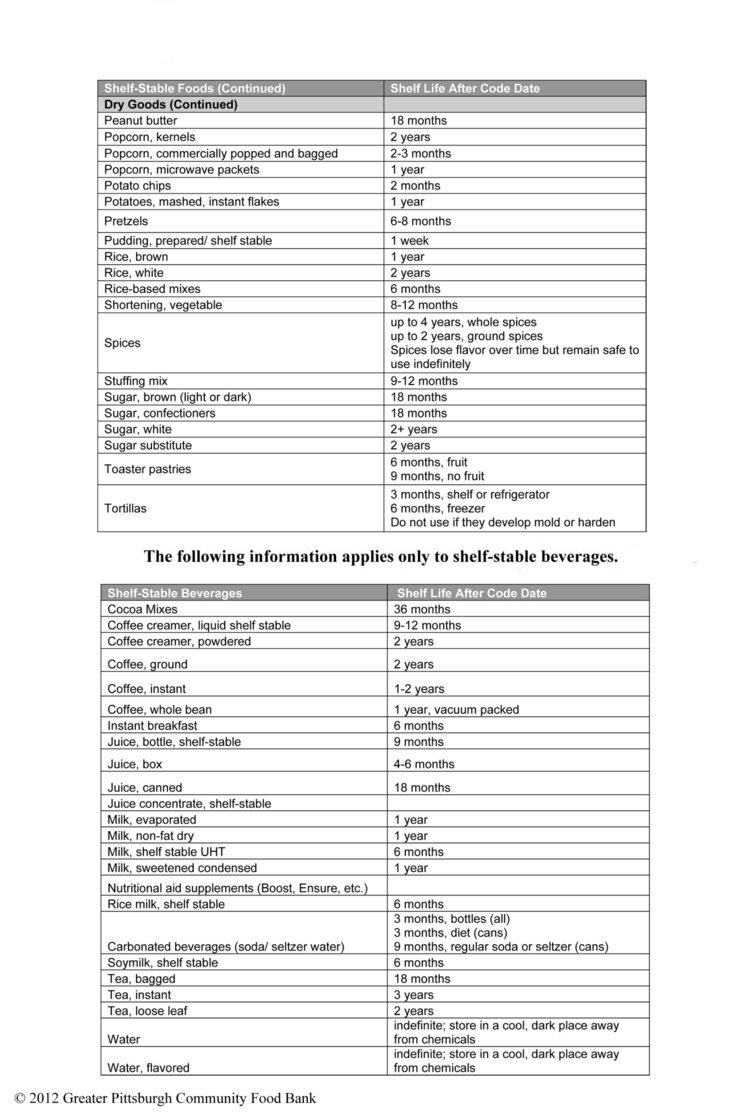 Shelf-Stable Foods (Continued) Shelf Life After Code Date
Dry Goods (Continued)
Peanut butter 18 months
Popcorn, kernels 2 years
Popcorn, commercially popped and bagged 2-3 months
Popcorn, microwave packets 1 year
Potato chips 2 months
Potatoes, mashed, instant flakes 1 year
Pretzels 6-8 months
Pudding, prepared/ shelf stable 1 week
Rice, brown 1 year
Rice, white 2 years
Rice-based mixes 6 months
Shortening, vegetable 8-12 months
Spices
up to 4 years, whole spices
up to 2 years, ground spices
Spices lose flavor over time but remain safe to
use indefinitely
Stuffing mix 9-12 months
Sugar, brown (light or dark) 18 months
Sugar, confectioners 18 months
Sugar, white 2+ years
Sugar substitute 2 years
Toaster pastries
6 months, fruit
9 months, no fruit
Tortillas
3 months, shelf or refrigerator
6 months, freezer
Do not use if they develop mold or harden
The following information applies only to shelf-stable beverages.
Shelf-Stable Beverages Shelf Life After Code Date
Cocoa Mixes 36 months
Coffee creamer, liquid shelf stable 9-12 months
Coffee creamer, powdered 2 years
Coffee, ground 2 years
Coffee, instant 1-2 years
Coffee, whole bean 1 year, vacuum packed
Instant breakfast 6 months
Juice, bottle, shelf-stable 9 months
Juice, box 4-6 months
Juice, canned 18 months
Juice concentrate, shelf-stable
Milk, evaporated 1 year
Milk, non-fat dry 1 year
Milk, shelf stable UHT 6 months
Milk, sweetened condensed 1 year
Nutritional aid supplements (Boost, Ensure, etc.)
Rice milk, shelf stable 6 months
3 months, bottles (all)
3 months, diet (cans)
Carbonated beverages (soda/ seltzer water) 9 months, regular soda or seltzer (cans)
Soymilk, shelf stable 6 months
Tea, bagged 18 months
Tea, instant 3 years
Tea, loose leaf 2 years
indefinite; store in a cool, dark place away
Water from chemicals
indefinite; store in a cool, dark place away
Water, flavored from chemicals
© 2012 Greater Pittsburgh Community Food Bank